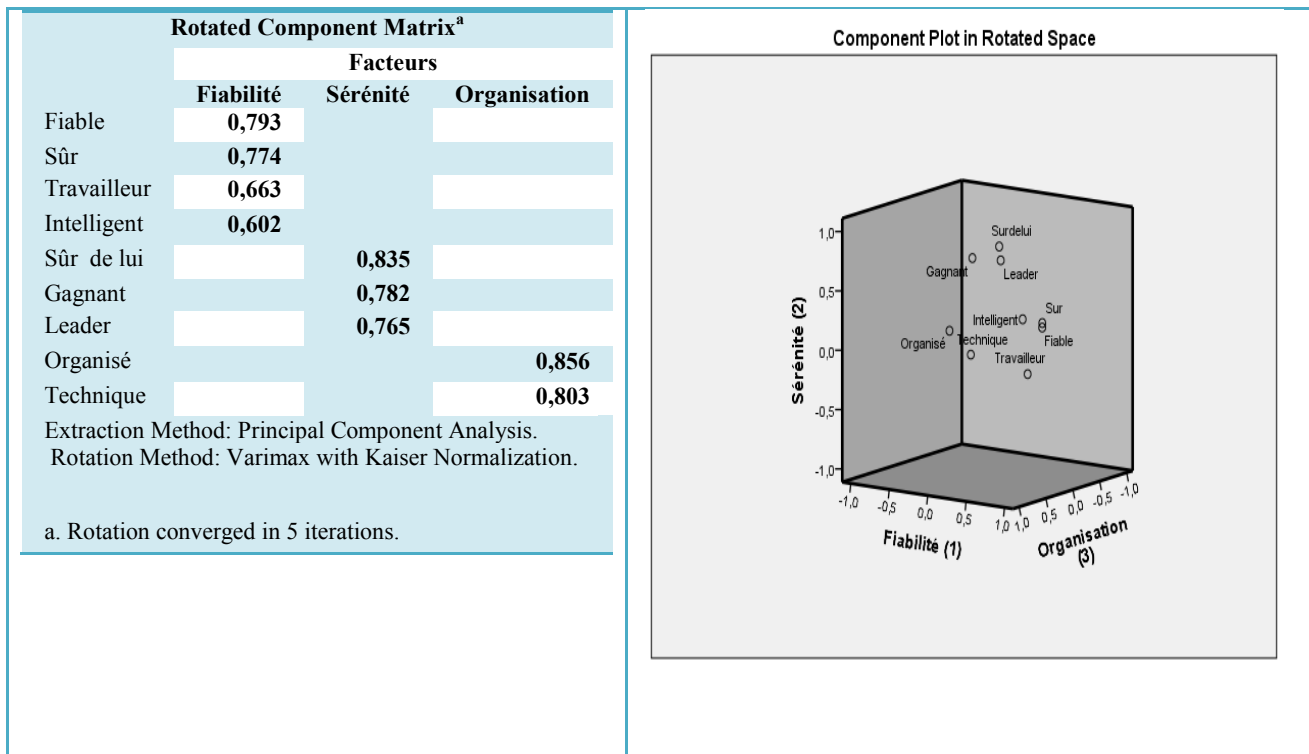 Rotated Component Matrixᵃ
Facteurs
Fiabilité Sérénité Organisation
Fiable 0,793
Sûr 0,774
Travailleur 0,663
Intelligent 0,602
Sûr de lui 0,835
Gagnant 0,782
Leader 0,765
Organisé 0,856
Technique 0,803
Extraction Method: Principal Component Analysis.
Rotation Method: Varimax with Kaiser Normalization.
a. Rotation converged in 5 iterations.
Component Plot in Rotated Space
Sérénité (2)
1,0
0,5
0,0
-0,5
-1,0
Surdelui
Gagnant
Leader
Sur
Intelligent
Fiable
Organisé
Technique
Travailleur
-1,0 -0,5 0,0 0,5 1,0
Fiabilité (1)
1,0 0,5 0,0 -0,5 -1,0
Organisation
(3)